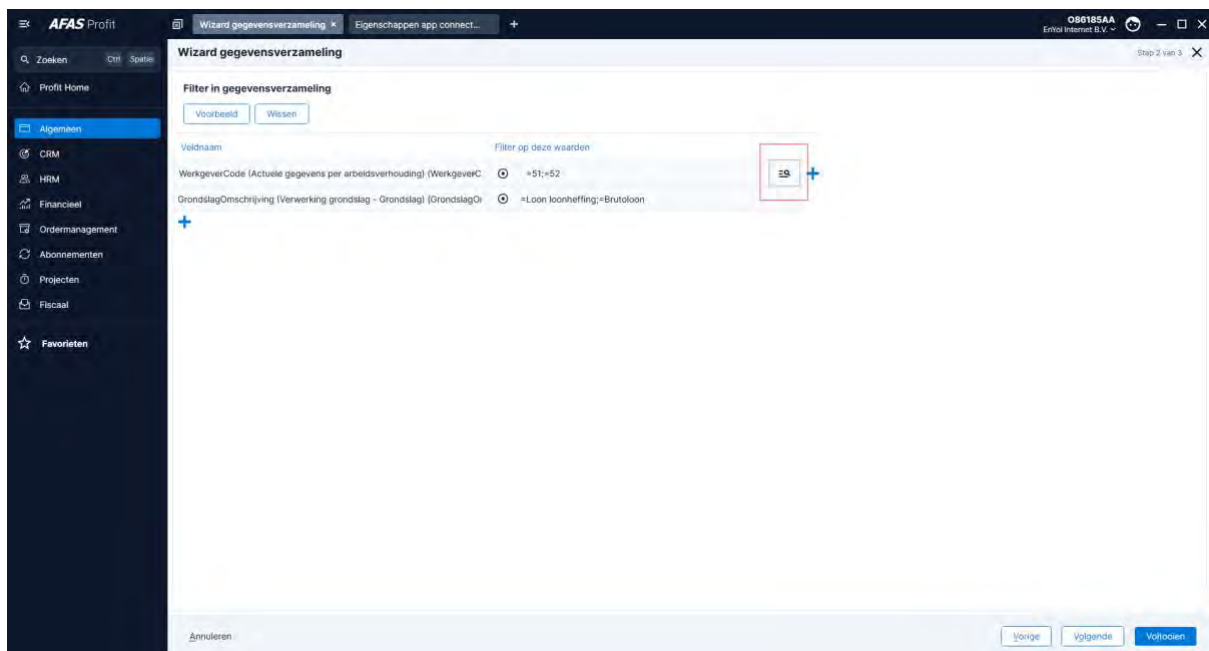 AFAS Profit
Wizard gegevensverzameling ×
Eigenschappen app connect...
+
O86185AA
EnYoi Internet B.V.
Zoeken
Ctrl
Spatie
Wizard gegevensverzameling
Stap 2 van 3
Profit Home
Filter in gegevensverzameling
Voorbeeld
Wissen
Algemeen
CRM
HRM
Financieel
Ordermanagement
Abonnementen
Projecten
Fiscaal
Favorieten
Veldnaam
Filter op deze waarden
WerkgeverCode (Actuele gegevens per arbeidsverhouding) (WerkgeverC
=51;=52
GrondslagOmschrijving (Verwerking grondslag - Grondslag) (GrondslagO
=Loon loonheffing;=Brutoloon
Annuleren
Vorige
Volgende
Voltooien